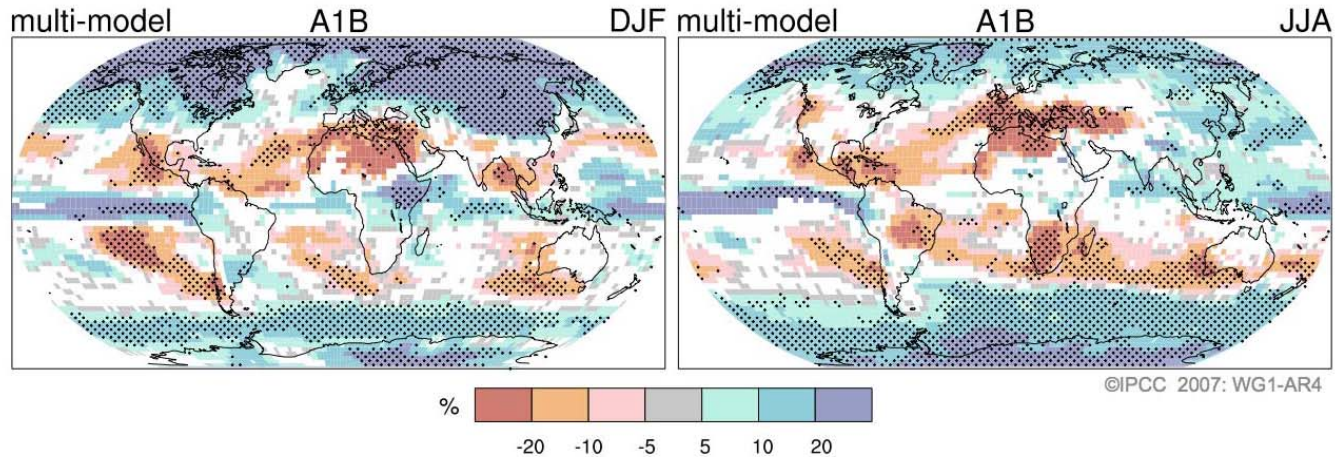 multi-model A1B DJF
multi-model A1B JJA
©IPCC 2007: WG1-AR4
%
-20 -10 -5 5 10 20